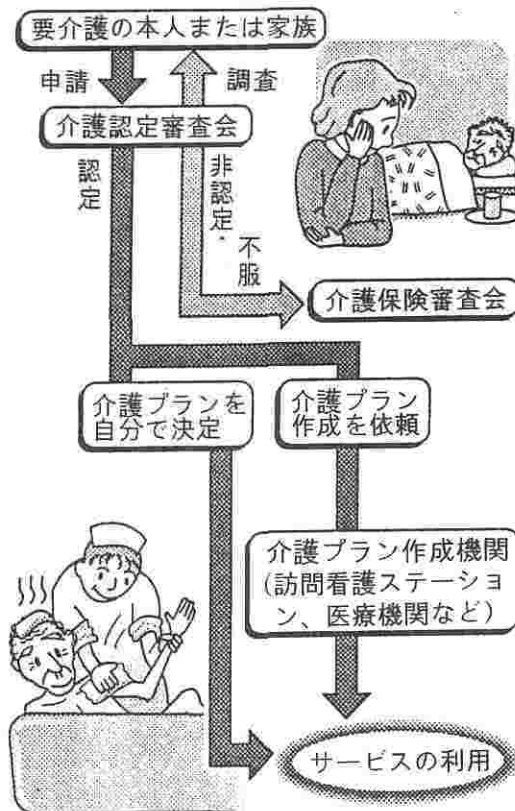 要介護の本人または家族
申請
調査
介護認定審査会
認定
非認定・
不服
介護保険審査会
介護プランを
自分で決定
介護プラン
作成を依頼
介護プラン作成機関
(訪問看護ステーショ
ン、医療機関など)
サービスの利用